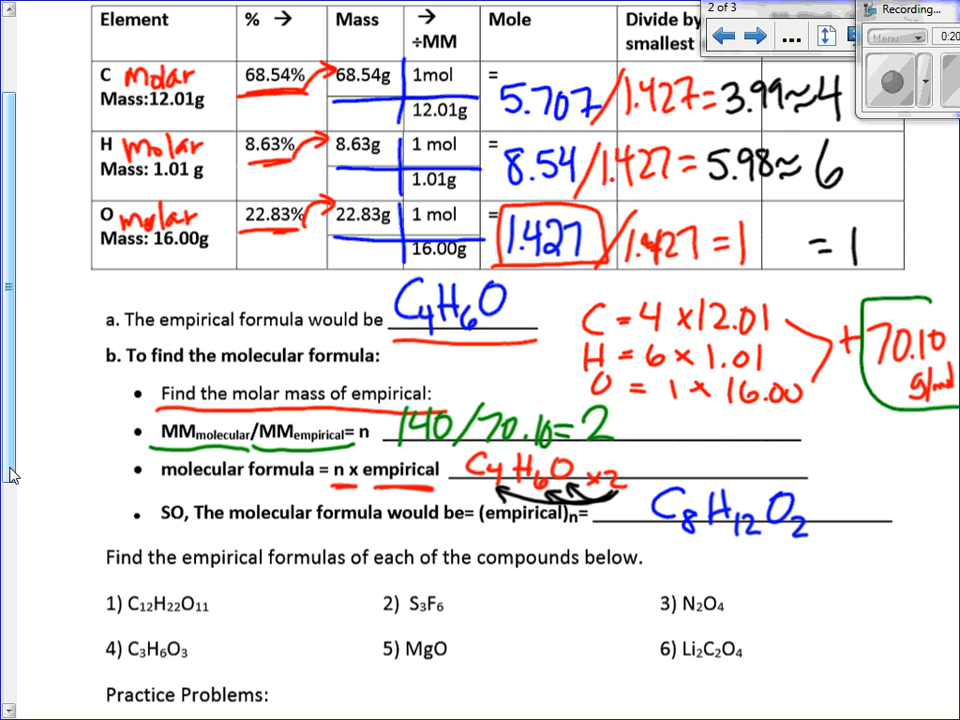 2 of 3
Recording...
Menu
0:20
Element % → Mass → ÷MM Mole Divide by smallest
C molar Mass:12.01g 68.54% 68.54g 1mol 12.01g = 5.707 /1.427 = 3.99≈4
H molar Mass: 1.01 g 8.63% 8.63g 1 mol 1.01g = 8.54 /1.427 = 5.98≈ 6
O molar Mass: 16.00g 22.83% 22.83g 1 mol 16.00g = 1.427 /1.427 = 1 = 1
a. The empirical formula would be C4H6O
C = 4 x12.01
H = 6 x 1.01
O = 1 x 16.00
+ 70.10 g/mol
b. To find the molecular formula:
• Find the molar mass of empirical:
• MMmolecular/MMempirical= n 140/70.10=2
• molecular formula = n x empirical C4H6O x2
• SO, The molecular formula would be= (empirical)n= C8H12O2
Find the empirical formulas of each of the compounds below.
1) C12H22O11 2) S3F6 3) N2O4
4) C3H6O3 5) MgO 6) Li2C2O4
Practice Problems: